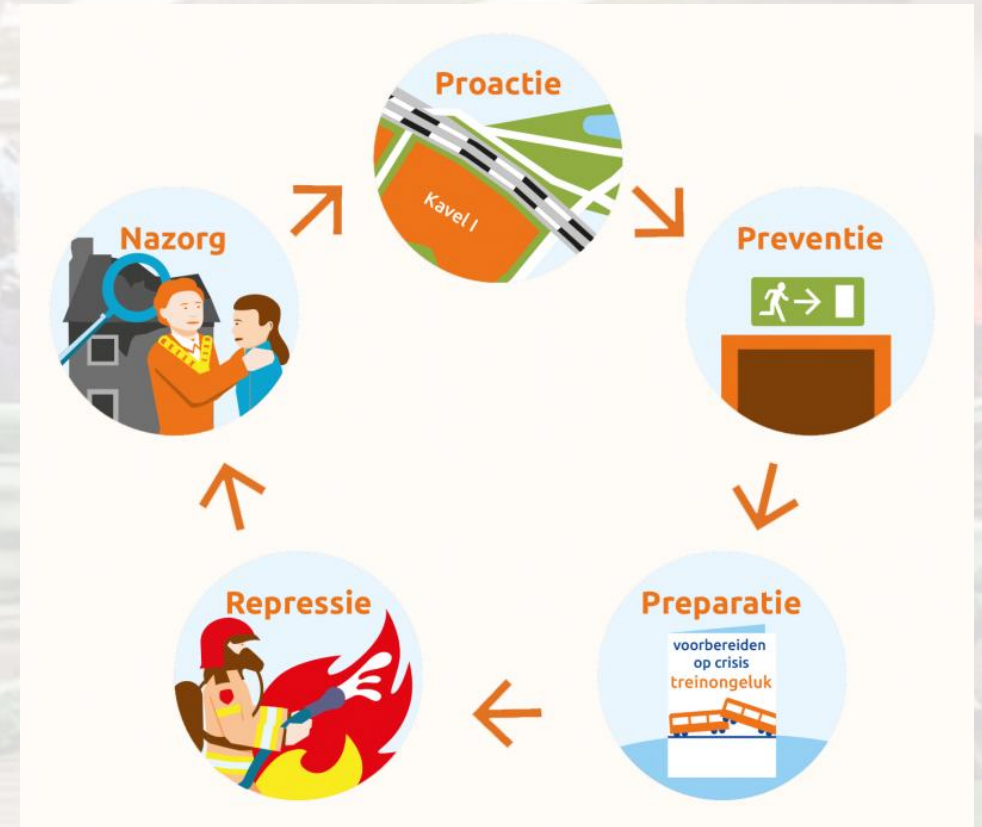 Proactie
Kavel I
Preventie
Preparatie
voorbereiden
op crisis
treinongeluk
Repressie
Nazorg